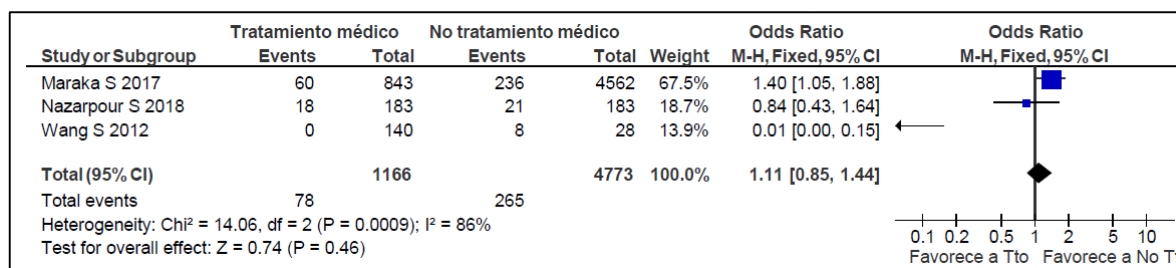 Tratamiento médico No tratamiento médico Odds Ratio Odds Ratio
Study or Subgroup Events Total Events Total Weight M-H, Fixed, 95% CI M-H, Fixed, 95% CI
Maraka S 2017 60 843 236 4562 67.5% 1.40 [1.05, 1.88]
Nazarpour S 2018 18 183 21 183 18.7% 0.84 [0.43, 1.64]
Wang S 2012 0 140 8 28 13.9% 0.01 [0.00, 0.15]
Total (95% CI) 1166 4773 100.0% 1.11 [0.85, 1.44]
Total events 78 265
Heterogeneity: Chi² = 14.06, df = 2 (P = 0.0009); I² = 86%
Test for overall effect: Z = 0.74 (P = 0.46)
0.1 0.2 0.5 1 2 5 10
Favorece a Tto Favorece a No T